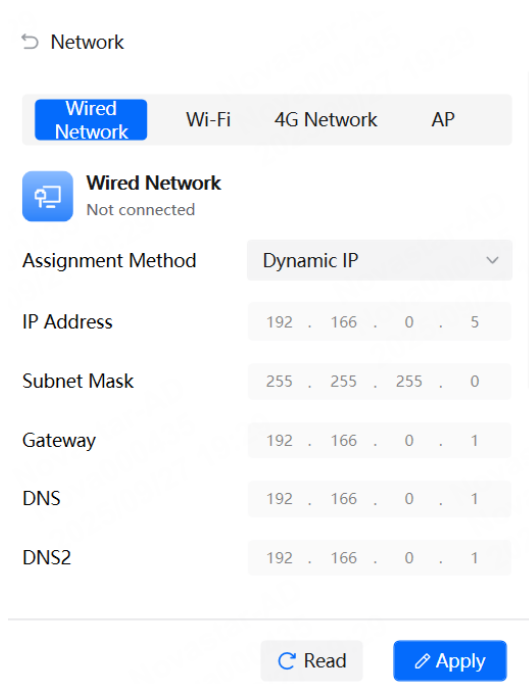 Network
Wired Network Wi-Fi 4G Network AP
Wired Network
Not connected
Assignment Method Dynamic IP
IP Address 192 . 166 . 0 . 5
Subnet Mask 255 . 255 . 255 . 0
Gateway 192 . 166 . 0 . 1
DNS 192 . 166 . 0 . 1
DNS2 192 . 166 . 0 . 1
Read Apply